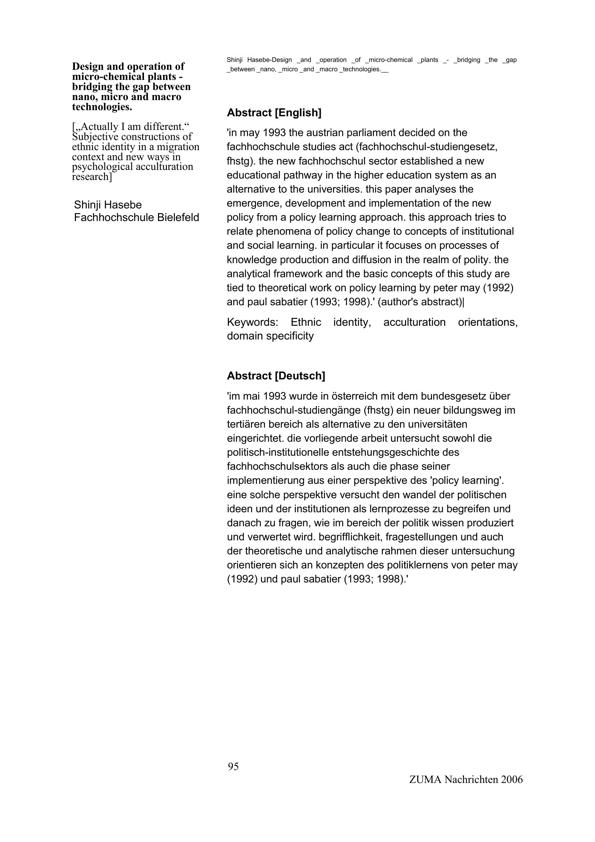 Shinji Hasebe-Design _and _operation _of _micro-chemical _plants _- _bridging _the _gap
_between _nano, _micro _and _macro _technologies.__
Design and operation of
micro-chemical plants -
bridging the gap between
nano, micro and macro
technologies.
[„Actually I am different.“
Subjective constructions of
ethnic identity in a migration
context and new ways in
psychological acculturation
research]
Shinji Hasebe
Fachhochschule Bielefeld
Abstract [English]
'in may 1993 the austrian parliament decided on the
fachhochschule studies act (fachhochschul-studiengesetz,
fhstg). the new fachhochschul sector established a new
educational pathway in the higher education system as an
alternative to the universities. this paper analyses the
emergence, development and implementation of the new
policy from a policy learning approach. this approach tries to
relate phenomena of policy change to concepts of institutional
and social learning. in particular it focuses on processes of
knowledge production and diffusion in the realm of polity. the
analytical framework and the basic concepts of this study are
tied to theoretical work on policy learning by peter may (1992)
and paul sabatier (1993; 1998).' (author's abstract)|
Keywords: Ethnic identity, acculturation orientations,
domain specificity
Abstract [Deutsch]
'im mai 1993 wurde in österreich mit dem bundesgesetz über
fachhochschul-studiengänge (fhstg) ein neuer bildungsweg im
tertiären bereich als alternative zu den universitäten
eingerichtet. die vorliegende arbeit untersucht sowohl die
politisch-institutionelle entstehungsgeschichte des
fachhochschulsektors als auch die phase seiner
implementierung aus einer perspektive des 'policy learning'.
eine solche perspektive versucht den wandel der politischen
ideen und der institutionen als lernprozesse zu begreifen und
danach zu fragen, wie im bereich der politik wissen produziert
und verwertet wird. begrifflichkeit, fragestellungen und auch
der theoretische und analytische rahmen dieser untersuchung
orientieren sich an konzepten des politiklernens von peter may
(1992) und paul sabatier (1993; 1998).'
95
ZUMA Nachrichten 2006